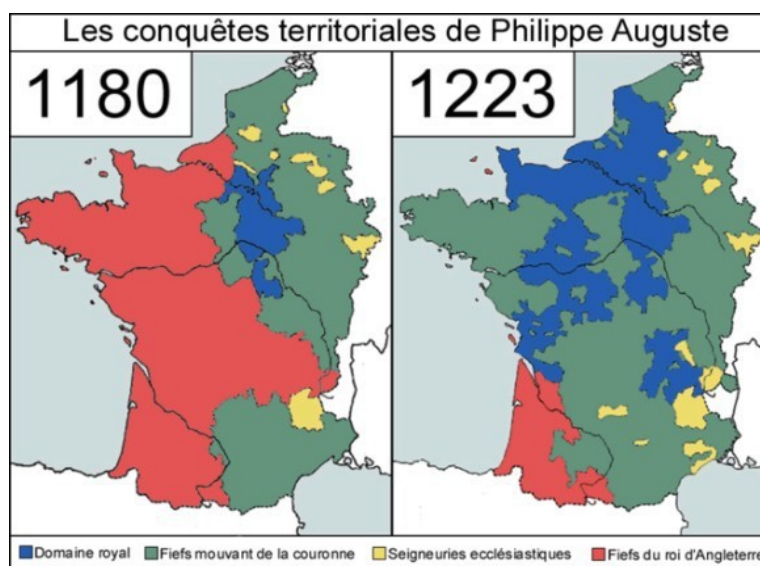 Les conquêtes territoriales de Philippe Auguste
1180
1223
Domaine royal
Fiefs mouvant de la couronne
Seigneuries ecclésiastiques
Fiefs du roi d'Angleterre